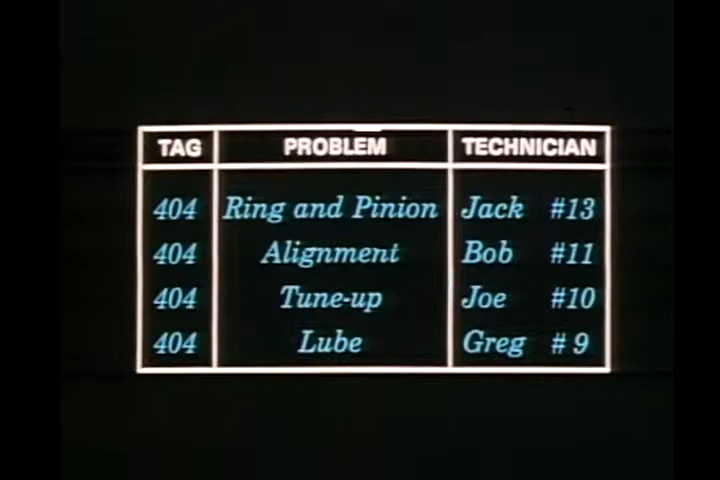 TAG PROBLEM TECHNICIAN
404 Ring and Pinion Jack #13
404 Alignment Bob #11
404 Tune-up Joe #10
404 Lube Greg # 9